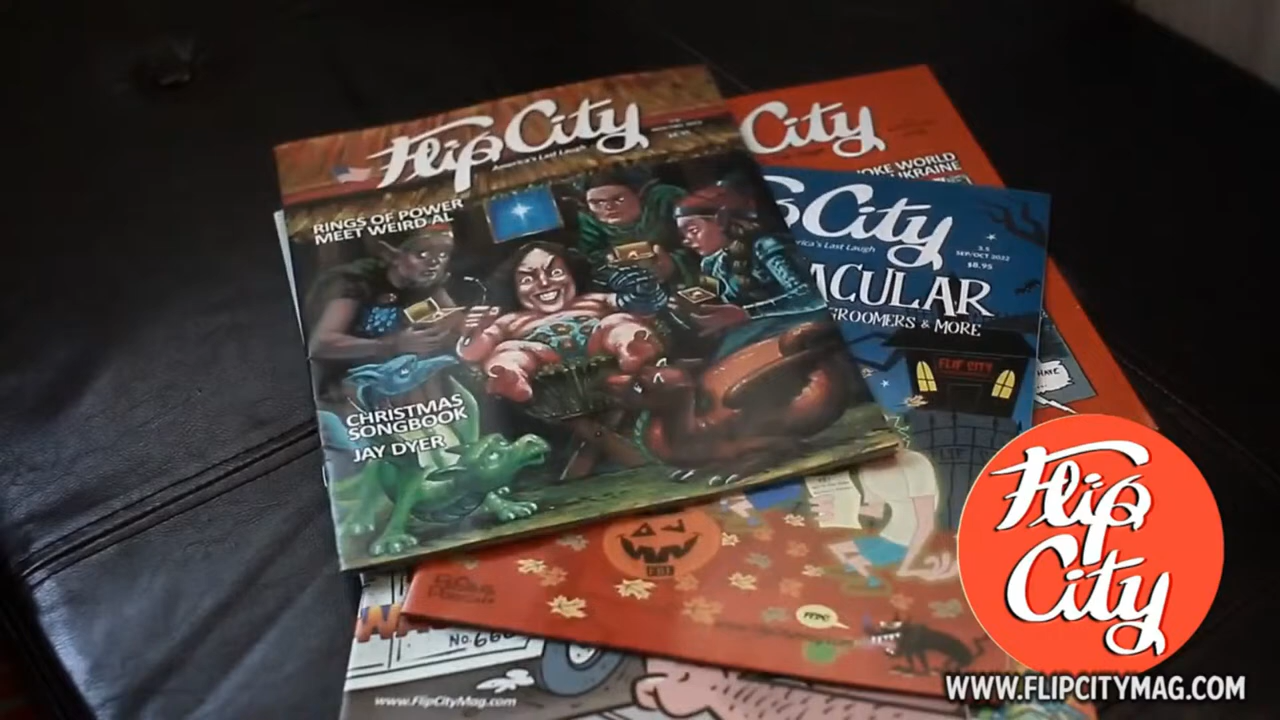 Flip City
America's Last Laugh
RINGS OF POWER
MEET WEIRD AL
CHRISTMAS
SONGBOOK
JAY DYER
City
JOKE WORLD
UKRAINE
City
America's Last Laugh
3.5
SEP/OCT 2022
$8.95
ACULAR
GROOMERS & MORE
FLIP CITY
HAVE
No. 666
www.FlipCityMag.com
Flip
City
WWW.FLIPCITYMAG.COM